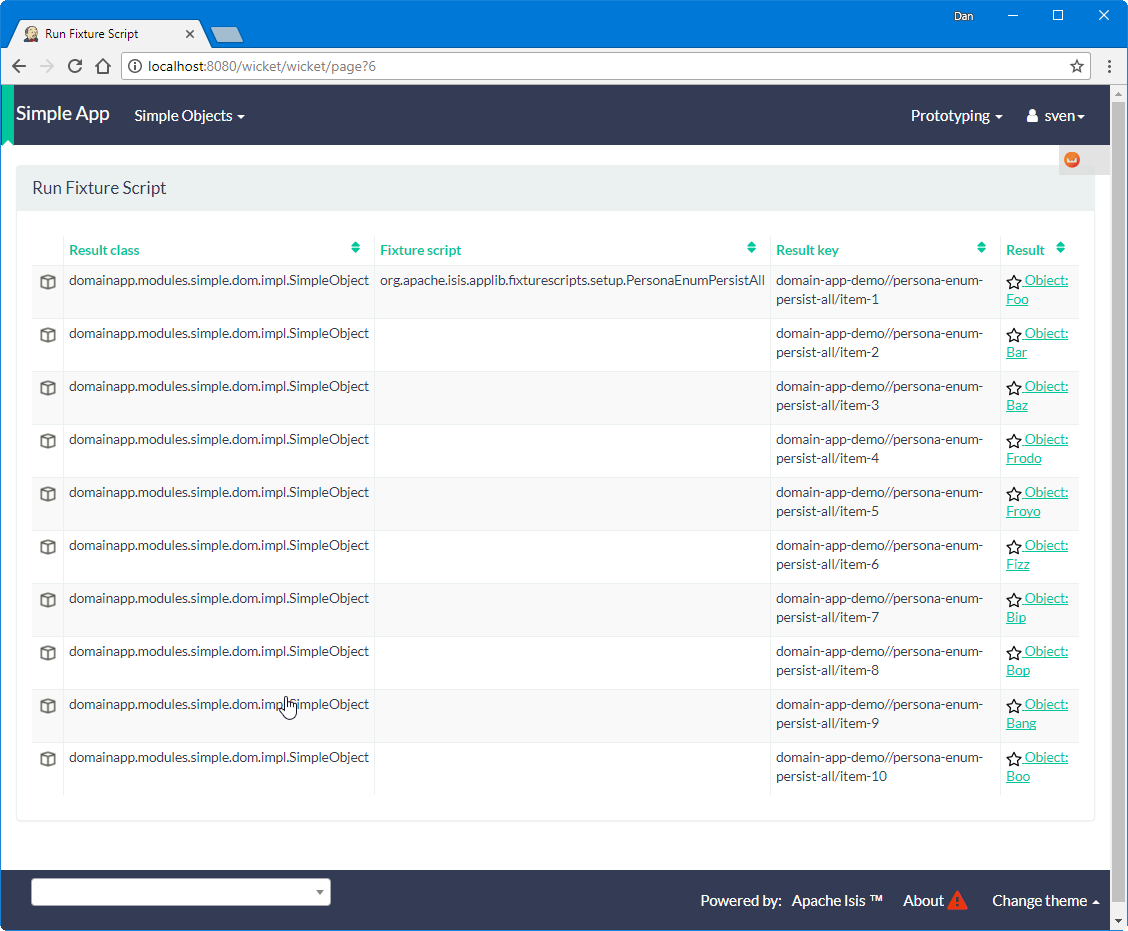 Dan
Run Fixture Script
localhost:8080/wicket/wicket/page?6
Simple App Simple Objects Prototyping sven
Run Fixture Script
Result class Fixture script Result key Result
domainapp.modules.simple.dom.impl.SimpleObject org.apache.isis.applib.fixturescripts.setup.PersonaEnumPersistAll domain-app-demo//persona-enum- Object:
persist-all/item-1 Foo
domainapp.modules.simple.dom.impl.SimpleObject domain-app-demo//persona-enum- Object:
persist-all/item-2 Bar
domainapp.modules.simple.dom.impl.SimpleObject domain-app-demo//persona-enum- Object:
persist-all/item-3 Baz
domainapp.modules.simple.dom.impl.SimpleObject domain-app-demo//persona-enum- Object:
persist-all/item-4 Frodo
domainapp.modules.simple.dom.impl.SimpleObject domain-app-demo//persona-enum- Object:
persist-all/item-5 Froyo
domainapp.modules.simple.dom.impl.SimpleObject domain-app-demo//persona-enum- Object:
persist-all/item-6 Fizz
domainapp.modules.simple.dom.impl.SimpleObject domain-app-demo//persona-enum- Object:
persist-all/item-7 Bip
domainapp.modules.simple.dom.impl.SimpleObject domain-app-demo//persona-enum- Object:
persist-all/item-8 Bop
domainapp.modules.simple.dom.impl.SimpleObject domain-app-demo//persona-enum- Object:
persist-all/item-9 Bang
domainapp.modules.simple.dom.impl.SimpleObject domain-app-demo//persona-enum- Object:
persist-all/item-10 Boo
Powered by: Apache Isis ™ About Change theme